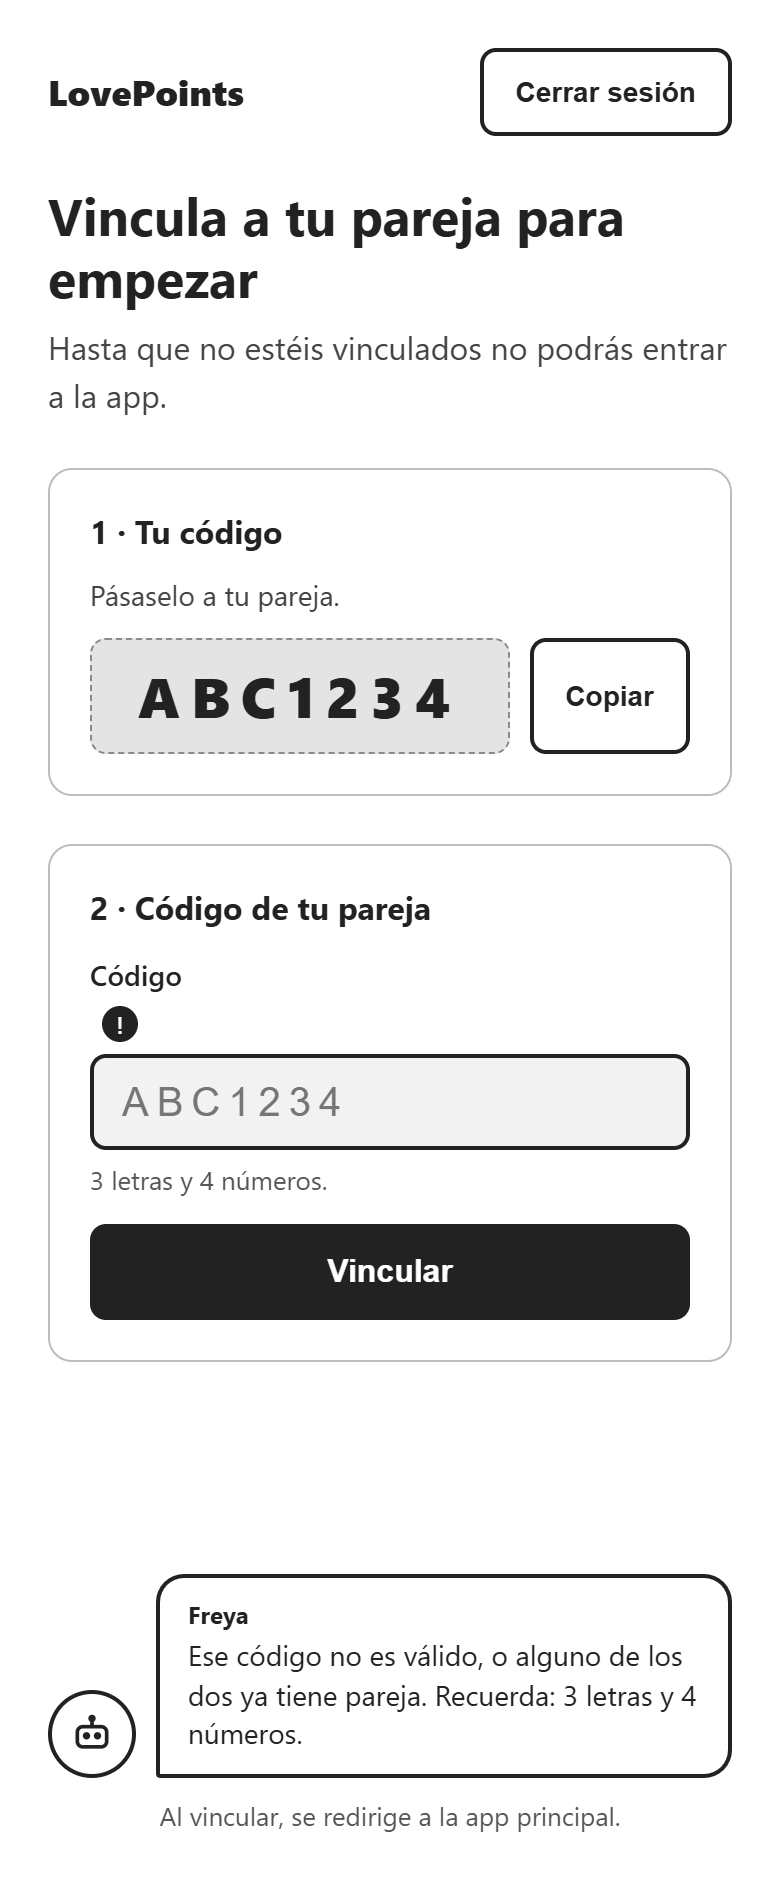 LovePoints
Cerrar sesión
Vincula a tu pareja para
empezar
Hasta que no estéis vinculados no podrás entrar
a la app.
1 · Tu código
Pásaselo a tu pareja.
ABC1234
Copiar
2 · Código de tu pareja
Código
!
ABC1234
3 letras y 4 números.
Vincular
Freya
Ese código no es válido, o alguno de los
dos ya tiene pareja. Recuerda: 3 letras y 4
números.
Al vincular, se redirige a la app principal.